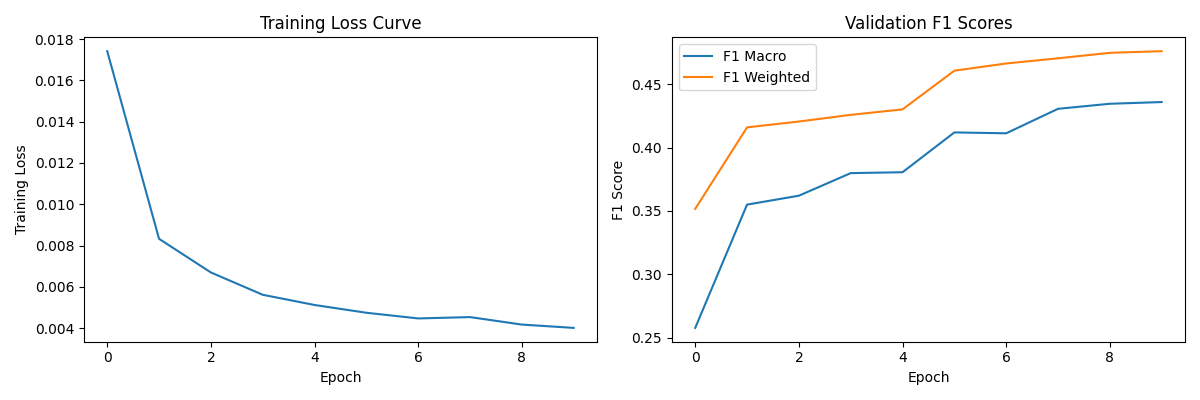 Training Loss Curve
0.018
0.016
0.014
0.012
0.010
0.008
0.006
0.004
Training Loss
0 2 4 6 8
Epoch
Validation F1 Scores
F1 Macro
F1 Weighted
0.45
0.40
0.35
0.30
0.25
F1 Score
0 2 4 6 8
Epoch